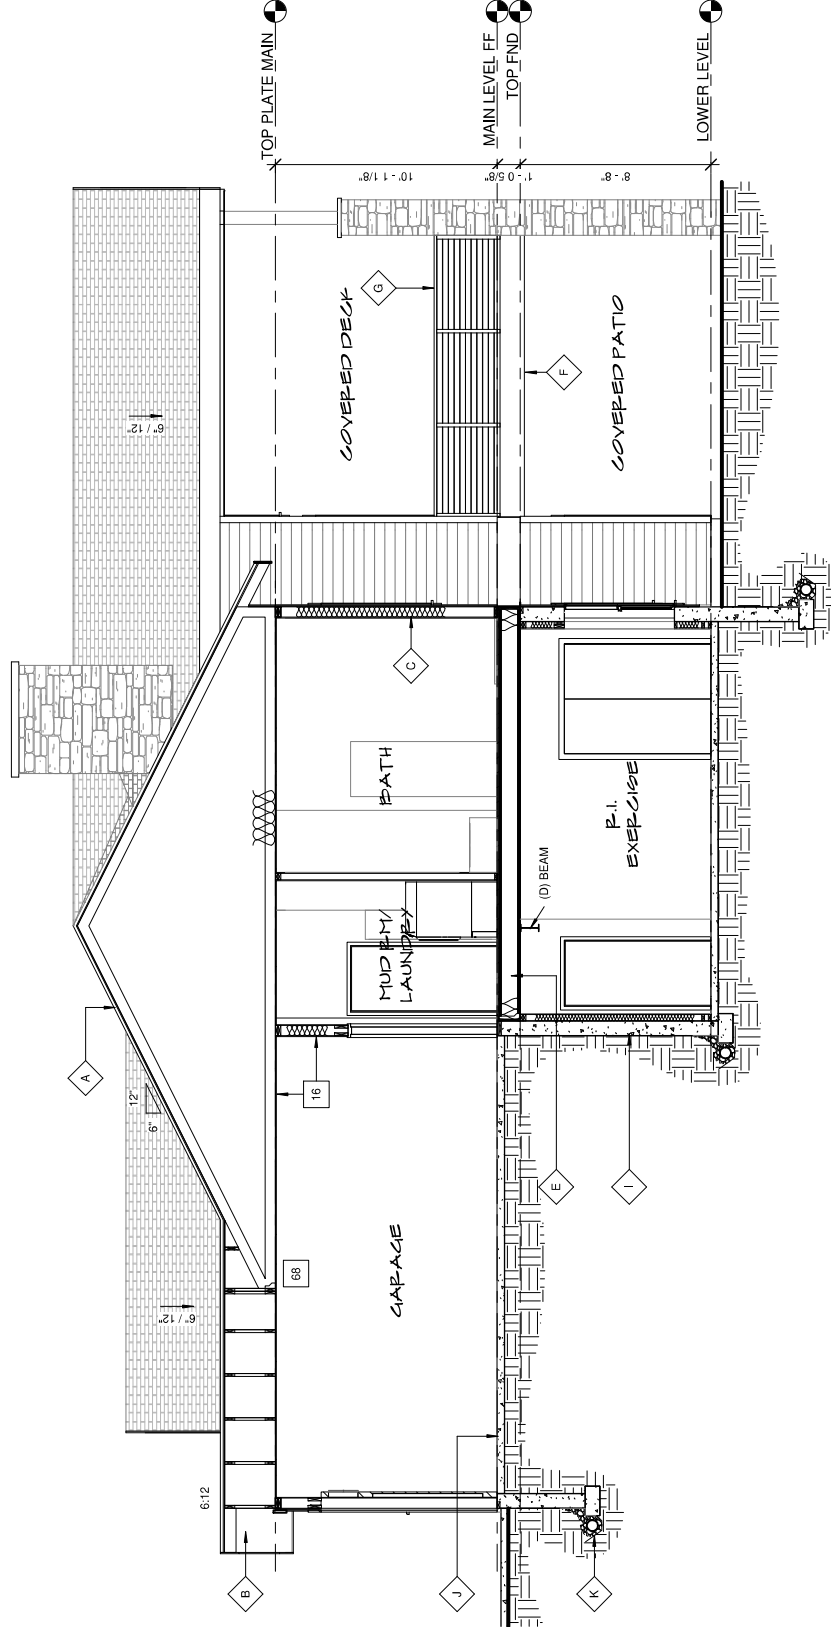 TOP PLATE MAIN
10' - 1 1/8"
MAIN LEVEL FF
1' - 0 5/8"
TOP FND
8' - 8"
LOWER LEVEL
6" / 12"
COVERED DECK
G
COVERED PATIO
F
A
12"
6"
C
BATH
MUD RM/
LAUNDRY
R.I.
EXERCISE
(D) BEAM
16
E
I
6" / 12"
68
GARAGE
6:12
B
J
K